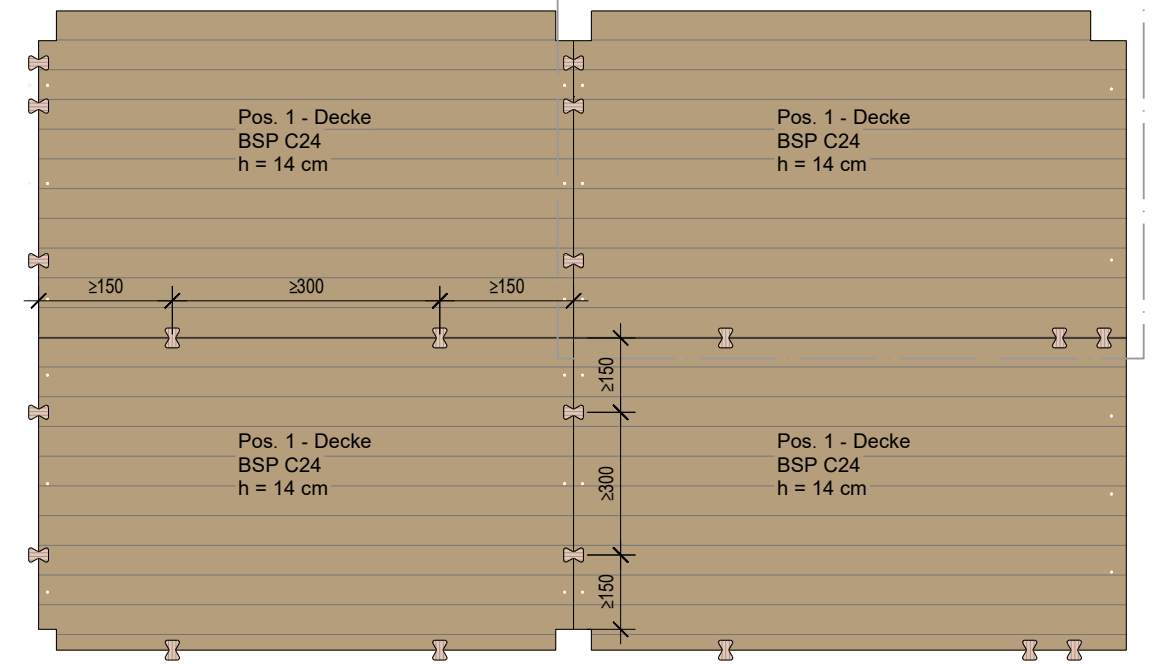 Pos. 1 - Decke
BSP C24
h = 14 cm
Pos. 1 - Decke
BSP C24
h = 14 cm
≥150
≥300
≥150
≥150
≥300
≥150
Pos. 1 - Decke
BSP C24
h = 14 cm
Pos. 1 - Decke
BSP C24
h = 14 cm